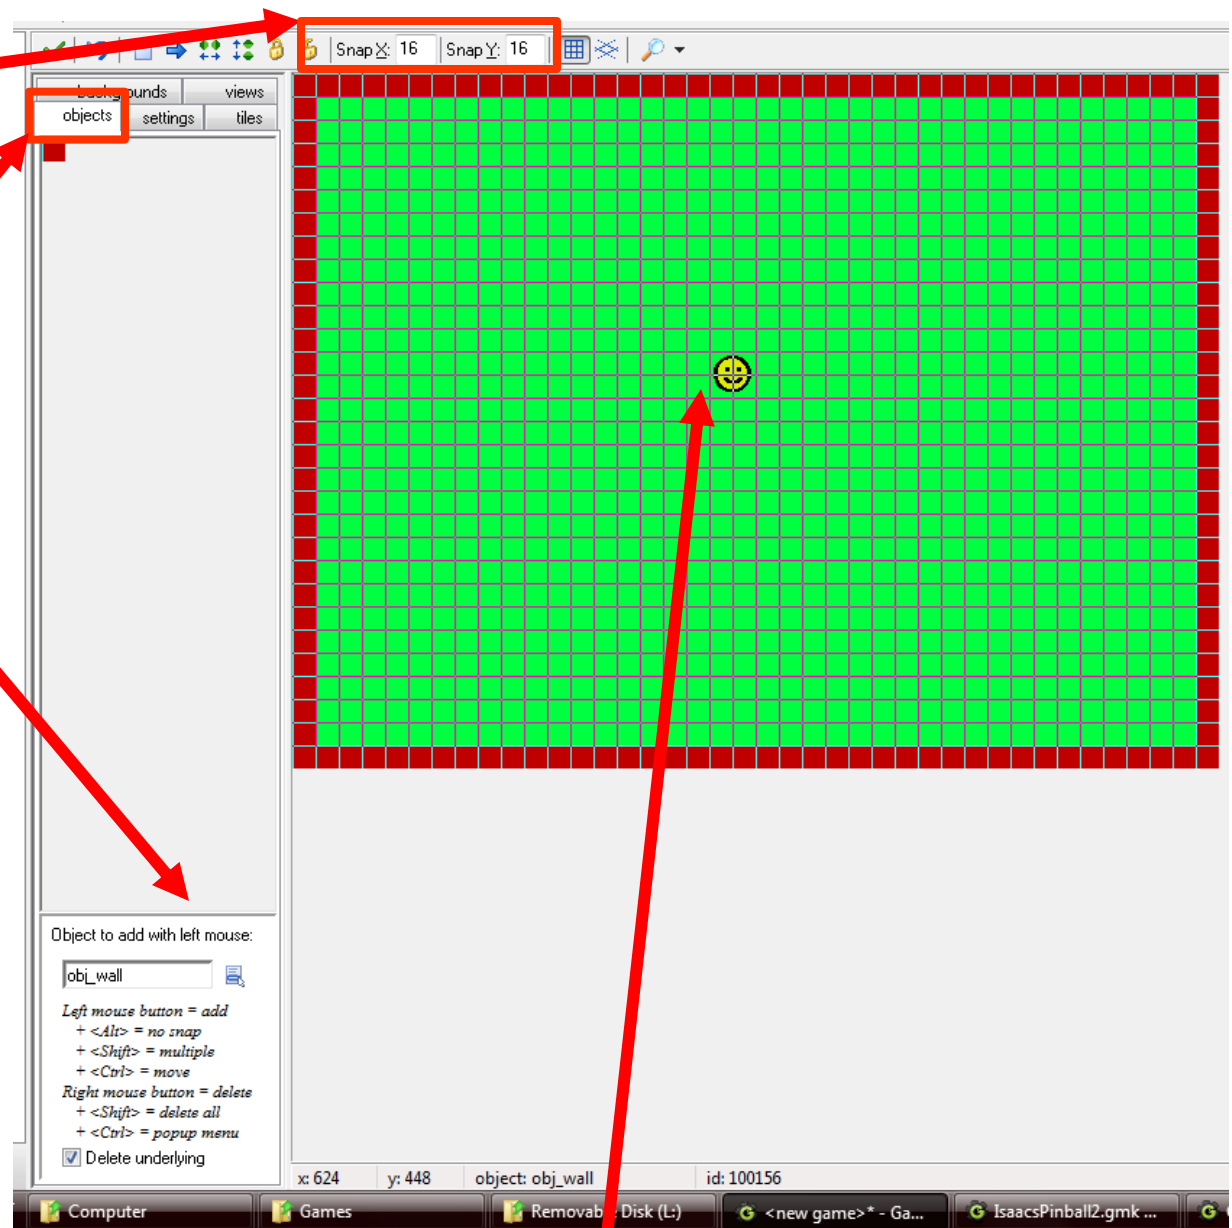 Snap X: 16 Snap Y: 16
backgrounds views
objects settings tiles
Object to add with left mouse:
obj_wall
Left mouse button = add
+ <Alt> = no snap
+ <Shift> = multiple
+ <Ctrl> = move
Right mouse button = delete
+ <Shift> = delete all
+ <Ctrl> = popup menu
Delete underlying
x: 624 y: 448 object: obj_wall id: 100156
Computer Games Removable Disk (L:) <new game>* - Ga... IsaacsPinball2.gmk ...